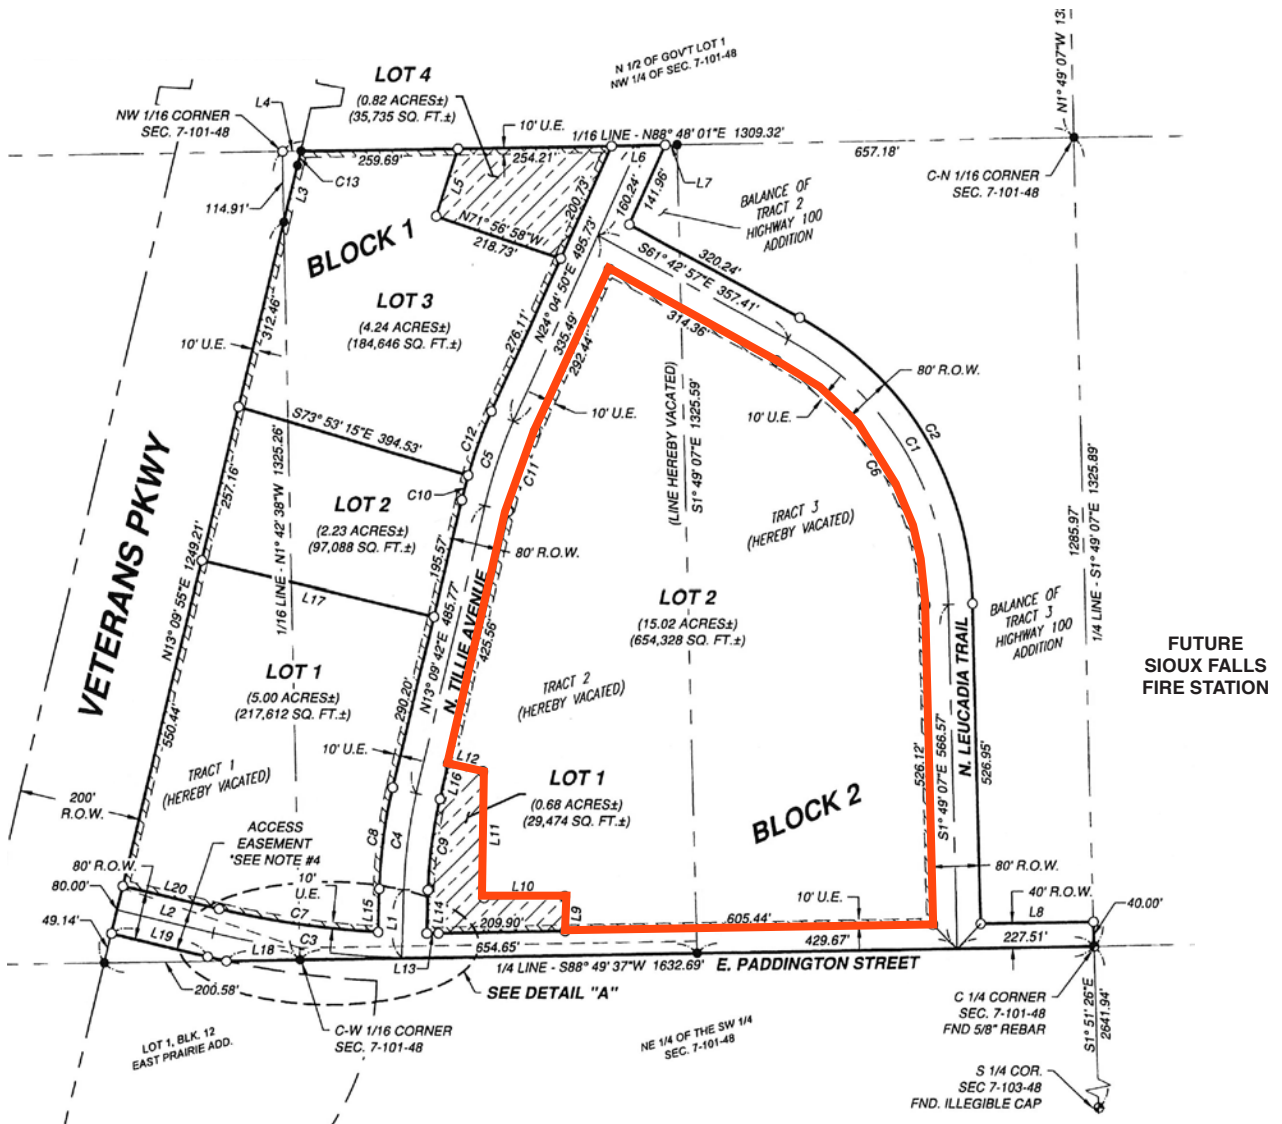 N 1/2 OF GOV'T LOT 1
NW 1/4 OF SEC. 7-101-48
N1° 49' 07"W 13
LOT 4
(0.82 ACRES±)
(35,735 SQ. FT.±)
L4
NW 1/16 CORNER
SEC. 7-101-48
10' U.E.
1/16 LINE - N88° 48' 01"E 1309.32'
259.69'
254.21'
L6
657.18'
C-N 1/16 CORNER
SEC. 7-101-48
L7
C13
L3
L5
114.91'
200.73'
160.24'
141.96'
BALANCE OF
TRACT 2
HIGHWAY 100
ADDITION
N71° 56' 58"W
218.73'
BLOCK 1
S61° 42' 57"E 357.41'
320.24'
314.36'
N24° 04' 50"E 495.73'
335.49'
292.44'
276.11'
LOT 3
(4.24 ACRES±)
(184,646 SQ. FT.±)
312.46'
10' U.E.
80' R.O.W.
10' U.E.
10' U.E.
(LINE HEREBY VACATED)
S1° 49' 07"E 1325.59'
S73° 53' 15"E 394.53'
C12
C5
C11
C10
C2
C1
C6
VETERANS PKWY
257.16'
1/16 LINE - N1° 42' 38"W 1325.26'
LOT 2
(2.23 ACRES±)
(97,088 SQ. FT.±)
TRACT 3
(HEREBY VACATED)
1285.97'
1/4 LINE - S1° 49' 07"E 1325.89'
N13° 09' 55"E 1249.21'
195.57'
80' R.O.W.
L17
N. TILLIE AVENUE
N13° 09' 42"E 485.77'
425.56'
LOT 2
(15.02 ACRES±)
(654,328 SQ. FT.±)
BALANCE OF
TRACT 3
HIGHWAY 100
ADDITION
FUTURE
SIOUX FALLS
FIRE STATION
LOT 1
(5.00 ACRES±)
(217,612 SQ. FT.±)
290.20'
TRACT 2
(HEREBY VACATED)
N. LEUCADIA TRAIL
S1° 49' 07"E 566.57'
526.12'
526.95'
550.44'
10' U.E.
L12
L16
TRACT 1
(HEREBY VACATED)
LOT 1
(0.68 ACRES±)
(29,474 SQ. FT.±)
BLOCK 2
200'
R.O.W.
ACCESS
EASEMENT
*SEE NOTE #4
C8
C4
C9
L11
80' R.O.W.
80' R.O.W.
80.00'
L20
10'
U.E.
L10
10' U.E.
40' R.O.W.
L2
C7
L15
L1
L14
L9
605.44'
L8
40.00'
49.14'
L19
L18
C3
209.90'
654.65'
429.67'
227.51'
L13
1/4 LINE - S88° 49' 37"W 1632.69'
E. PADDINGTON STREET
200.58'
SEE DETAIL "A"
C 1/4 CORNER
SEC. 7-101-48
FND 5/8" REBAR
S1° 51' 26"E
2641.94'
LOT 1, BLK. 12
EAST PRAIRIE ADD.
C-W 1/16 CORNER
SEC. 7-101-48
NE 1/4 OF THE SW 1/4
SEC. 7-101-48
S 1/4 COR.
SEC 7-103-48
FND. ILLEGIBLE CAP